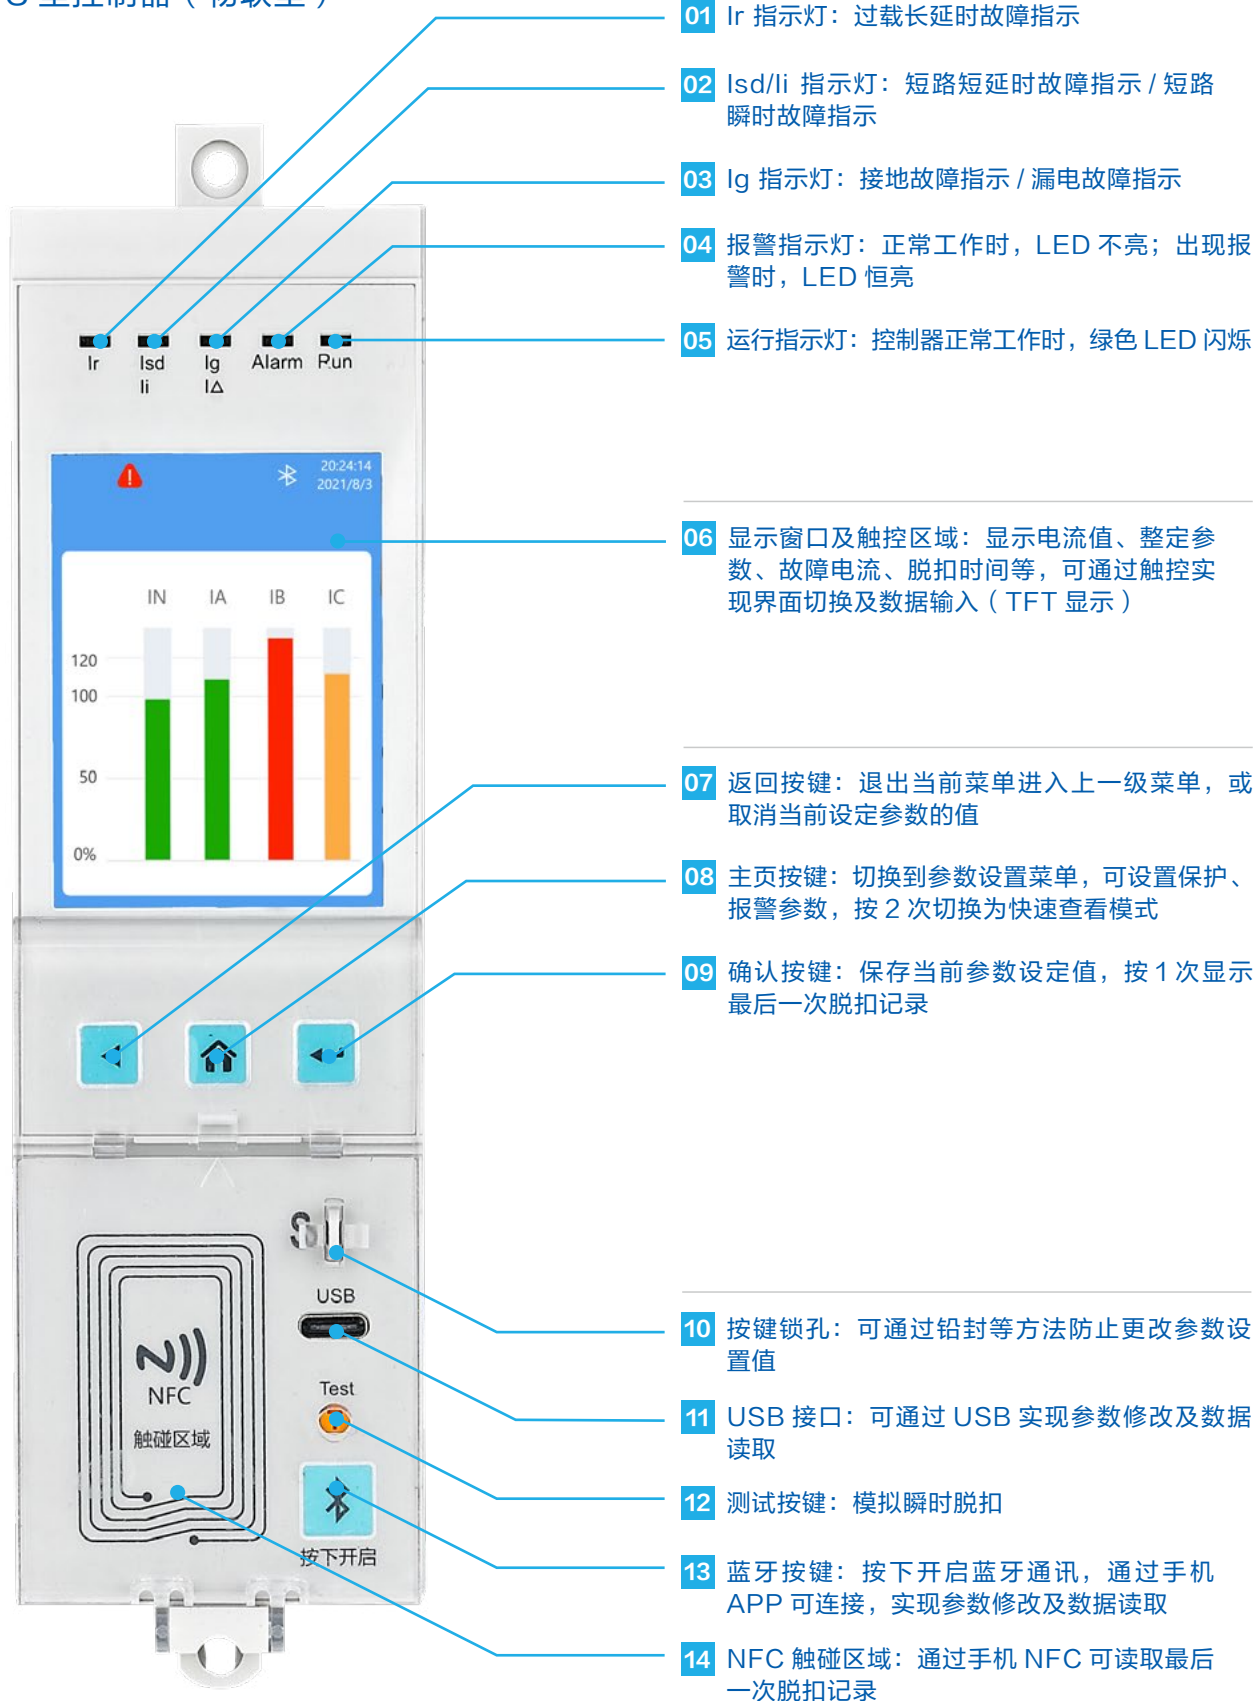 01 Ir 指示灯：过载长延时故障指示
02 Isd/Ii 指示灯：短路短延时故障指示 / 短路
瞬时故障指示
03 Ig 指示灯：接地故障指示 / 漏电故障指示
04 报警指示灯：正常工作时，LED 不亮；出现报
警时，LED 恒亮
05 运行指示灯：控制器正常工作时，绿色 LED 闪烁
Ir Isd Ig Alarm Run
Ii I△
20:24:14
2021/8/3
06 显示窗口及触控区域：显示电流值、整定参
数、故障电流、脱扣时间等，可通过触控实
现界面切换及数据输入（TFT 显示）
IN IA IB IC
120
100
50
0%
07 返回按键：退出当前菜单进入上一级菜单，或
取消当前设定参数的值
08 主页按键：切换到参数设置菜单，可设置保护、
报警参数，按 2 次切换为快速查看模式
09 确认按键：保存当前参数设定值，按 1 次显示
最后一次脱扣记录
USB
10 按键锁孔：可通过铅封等方法防止更改参数设
置值
NFC
触碰区域
Test
按下开启
11 USB 接口：可通过 USB 实现参数修改及数据
读取
12 测试按键：模拟瞬时脱扣
13 蓝牙按键：按下开启蓝牙通讯，通过手机
APP 可连接，实现参数修改及数据读取
14 NFC 触碰区域：通过手机 NFC 可读取最后
一次脱扣记录